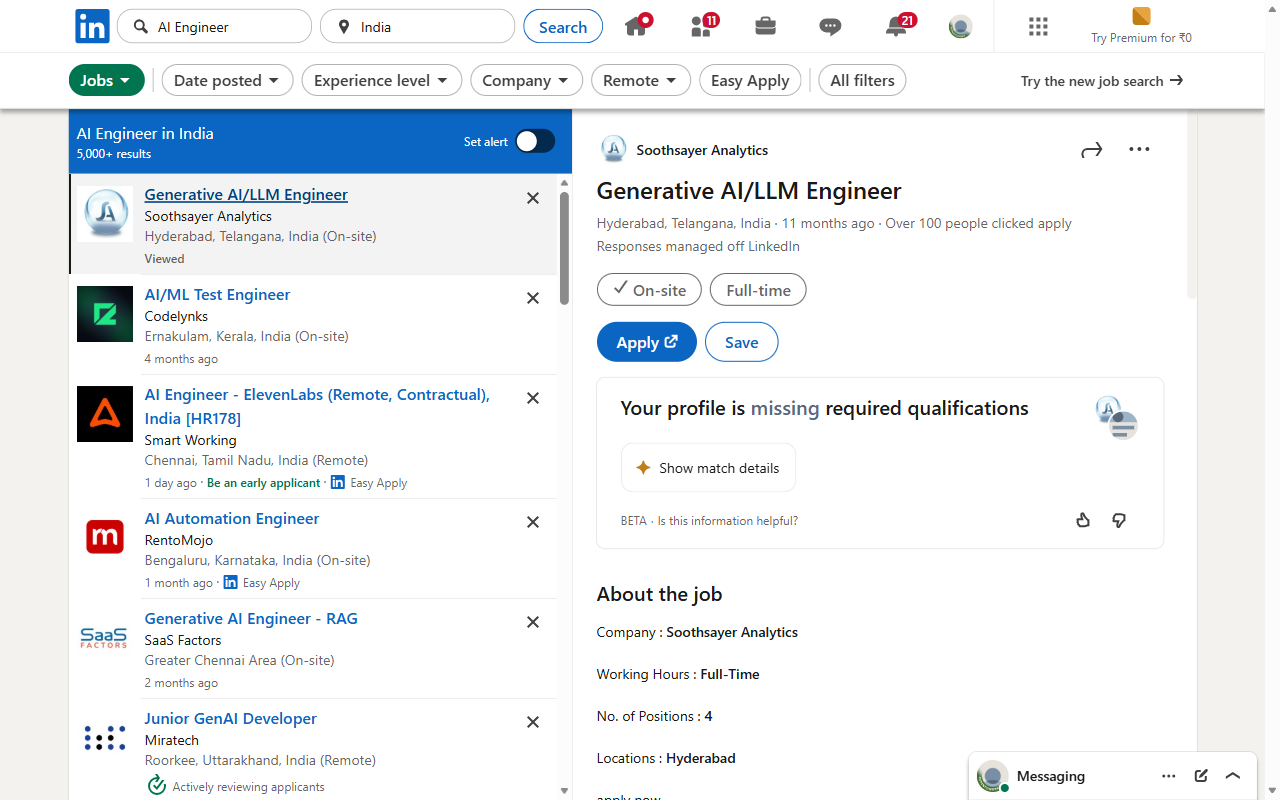 in
AI Engineer
India
Search
11
21
Try Premium for ₹0
Jobs
Date posted
Experience level
Company
Remote
Easy Apply
All filters
Try the new job search
AI Engineer in India
5,000+ results
Set alert
Generative AI/LLM Engineer
Soothsayer Analytics
Hyderabad, Telangana, India (On-site)
Viewed
AI/ML Test Engineer
Codelynks
Ernakulam, Kerala, India (On-site)
4 months ago
AI Engineer - ElevenLabs (Remote, Contractual),
India [HR178]
Smart Working
Chennai, Tamil Nadu, India (Remote)
1 day ago · Be an early applicant · in Easy Apply
m
AI Automation Engineer
RentoMojo
Bengaluru, Karnataka, India (On-site)
1 month ago · in Easy Apply
SaaS
FACTORS
Generative AI Engineer - RAG
SaaS Factors
Greater Chennai Area (On-site)
2 months ago
Junior GenAI Developer
Miratech
Roorkee, Uttarakhand, India (Remote)
Actively reviewing applicants
Soothsayer Analytics
Generative AI/LLM Engineer
Hyderabad, Telangana, India · 11 months ago · Over 100 people clicked apply
Responses managed off LinkedIn
On-site
Full-time
Apply
Save
Your profile is missing required qualifications
Show match details
BETA · Is this information helpful?
About the job
Company : Soothsayer Analytics
Working Hours : Full-Time
No. of Positions : 4
Locations : Hyderabad
apply now
Messaging